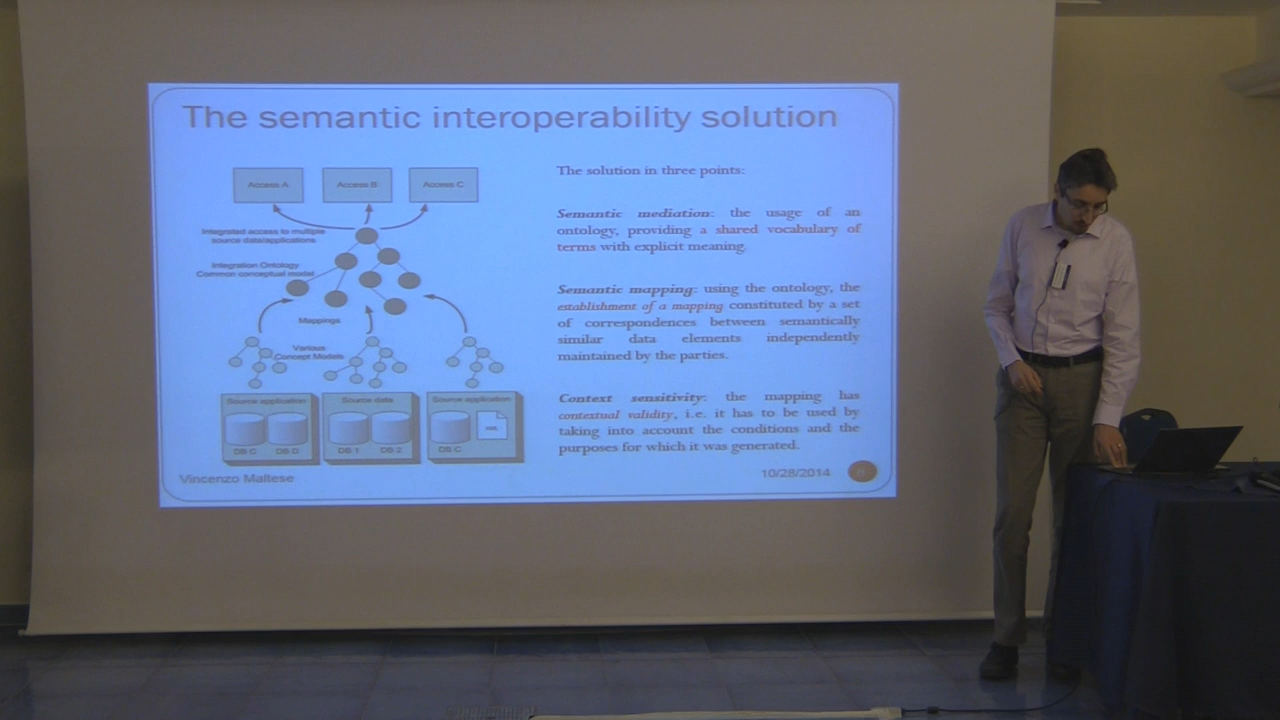 The semantic interoperability solution
Access A
Access B
Access C
Integrated access to multiple
source data/applications
Integration Ontology
Common conceptual model
Mappings
Various
Concept Models
Source application
Source data
Source application
DB C
DB D
DB 1
DB 2
DB C
XML
The solution in three points:
Semantic mediation: the usage of an
ontology, providing a shared vocabulary of
terms with explicit meaning.
Semantic mapping: using the ontology, the
establishment of a mapping constituted by a set
of correspondences between semantically
similar data elements independently
maintained by the parties.
Context sensitivity: the mapping has
contextual validity, i.e. it has to be used by
taking into account the conditions and the
purposes for which it was generated.
Vincenzo Maltese
10/28/2014